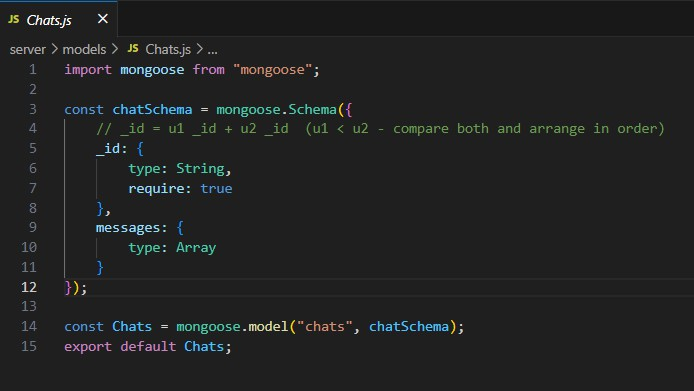 JS Chats.js ×
server > models > JS Chats.js > ...
1 import mongoose from "mongoose";
2
3 const chatSchema = mongoose.Schema({
4     // _id = u1 _id + u2 _id  (u1 < u2 - compare both and arrange in order)
5     _id: {
6         type: String,
7         require: true
8     },
9     messages: {
10         type: Array
11     }
12 });
13
14 const Chats = mongoose.model("chats", chatSchema);
15 export default Chats;